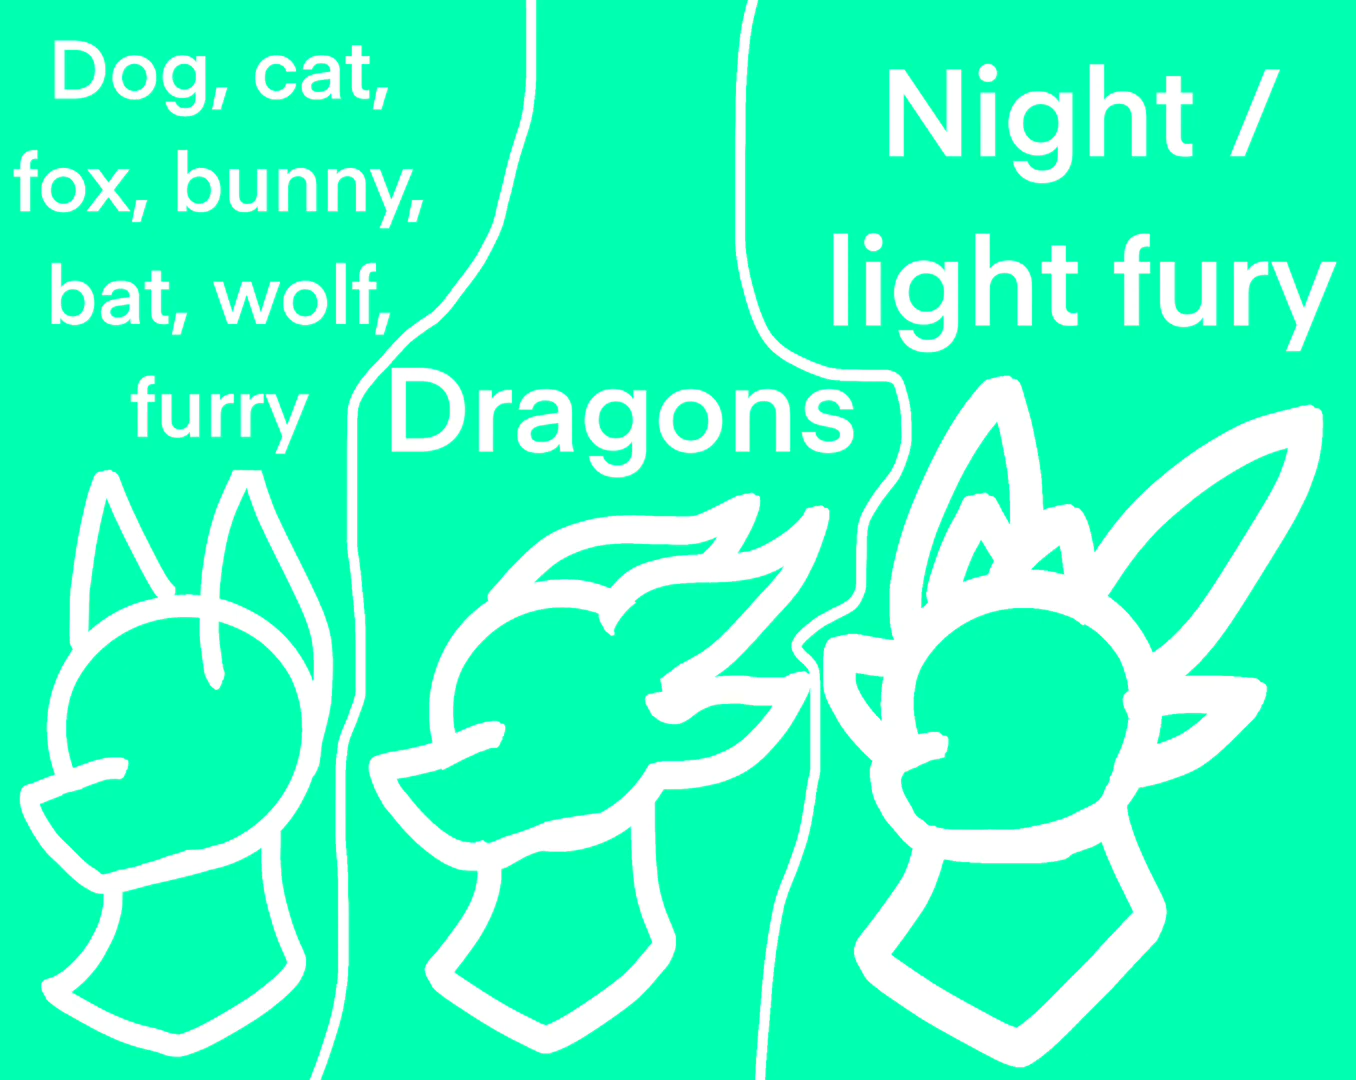 Dog, cat,
fox, bunny,
bat, wolf,
furry
Dragons
Night /
light fury